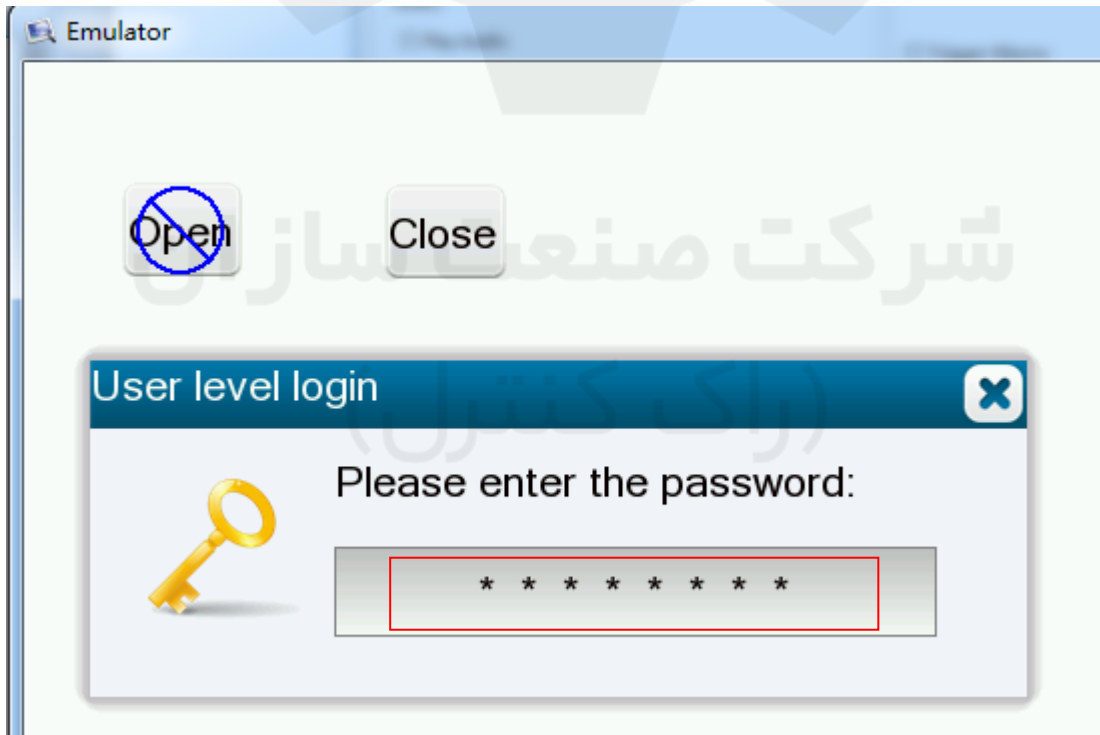 Emulator
Open
Close
شرکت صنعت سازان
User level login
(راک کنترل)
Please enter the password:
* * * * * * * *